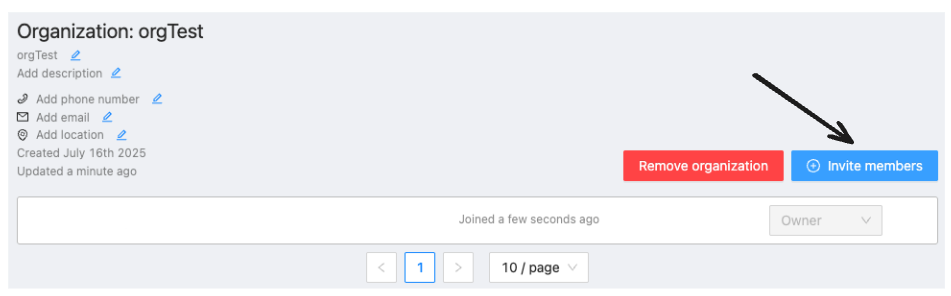 Organization: orgTest
orgTest
Add description
Add phone number
Add email
Add location
Created July 16th 2025
Updated a minute ago
Remove organization
Invite members
Joined a few seconds ago
Owner
1
10 / page